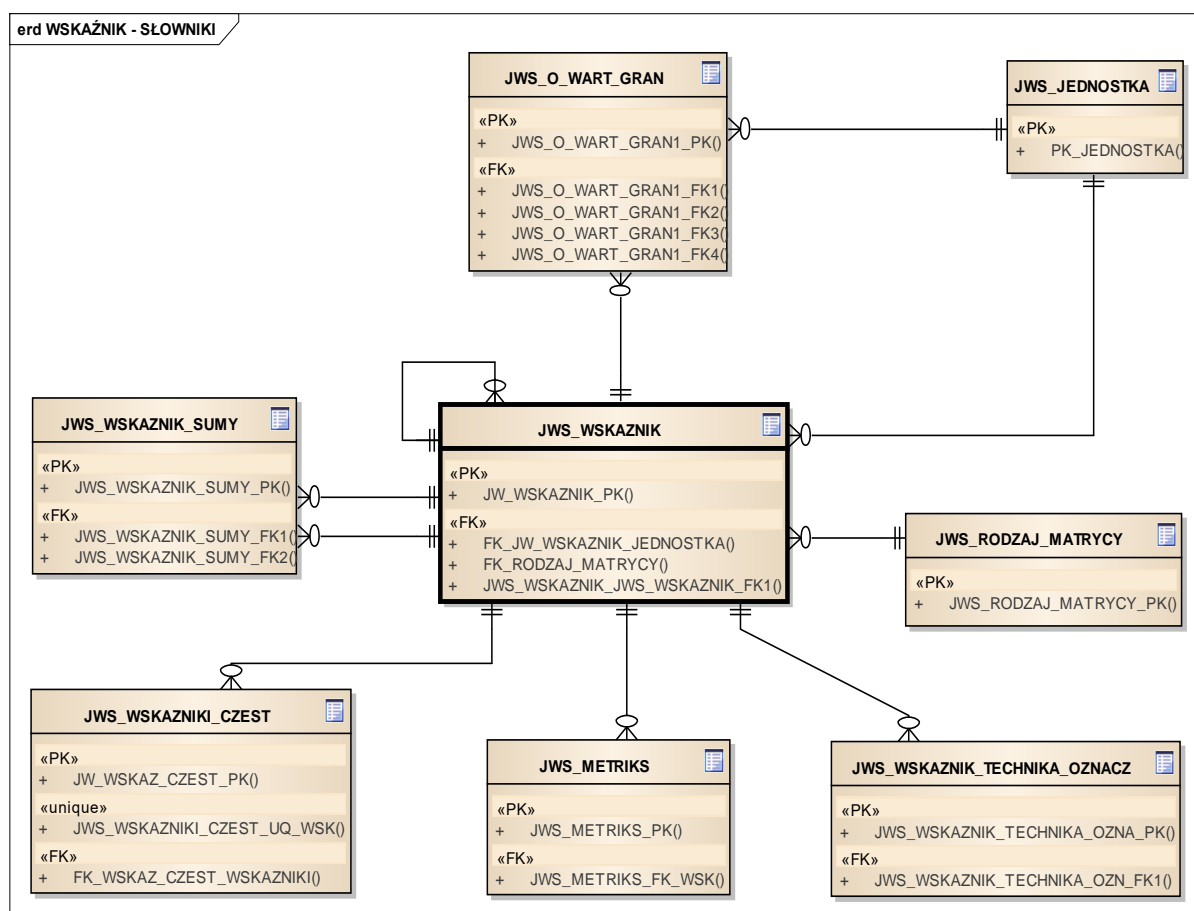 erd WSKAŹNIK - SŁOWNIKI
JWS_O_WART_GRAN
«PK»
+ JWS_O_WART_GRAN1_PK()
«FK»
+ JWS_O_WART_GRAN1_FK1()
+ JWS_O_WART_GRAN1_FK2()
+ JWS_O_WART_GRAN1_FK3()
+ JWS_O_WART_GRAN1_FK4()
JWS_JEDNOSTKA
«PK»
+ PK_JEDNOSTKA()
JWS_WSKAZNIK_SUMY
«PK»
+ JWS_WSKAZNIK_SUMY_PK()
«FK»
+ JWS_WSKAZNIK_SUMY_FK1()
+ JWS_WSKAZNIK_SUMY_FK2()
JWS_WSKAZNIK
«PK»
+ JW_WSKAZNIK_PK()
«FK»
+ FK_JW_WSKAZNIK_JEDNOSTKA()
+ FK_RODZAJ_MATRYCY()
+ JWS_WSKAZNIK_JWS_WSKAZNIK_FK1()
JWS_RODZAJ_MATRYCY
«PK»
+ JWS_RODZAJ_MATRYCY_PK()
JWS_WSKAZNIKI_CZEST
«PK»
+ JW_WSKAZ_CZEST_PK()
«unique»
+ JWS_WSKAZNIKI_CZEST_UQ_WSK()
«FK»
+ FK_WSKAZ_CZEST_WSKAZNIKI()
JWS_METRIKS
«PK»
+ JWS_METRIKS_PK()
«FK»
+ JWS_METRIKS_FK_WSK()
JWS_WSKAZNIK_TECHNIKA_OZNACZ
«PK»
+ JWS_WSKAZNIK_TECHNIKA_OZNA_PK()
«FK»
+ JWS_WSKAZNIK_TECHNIKA_OZN_FK1()